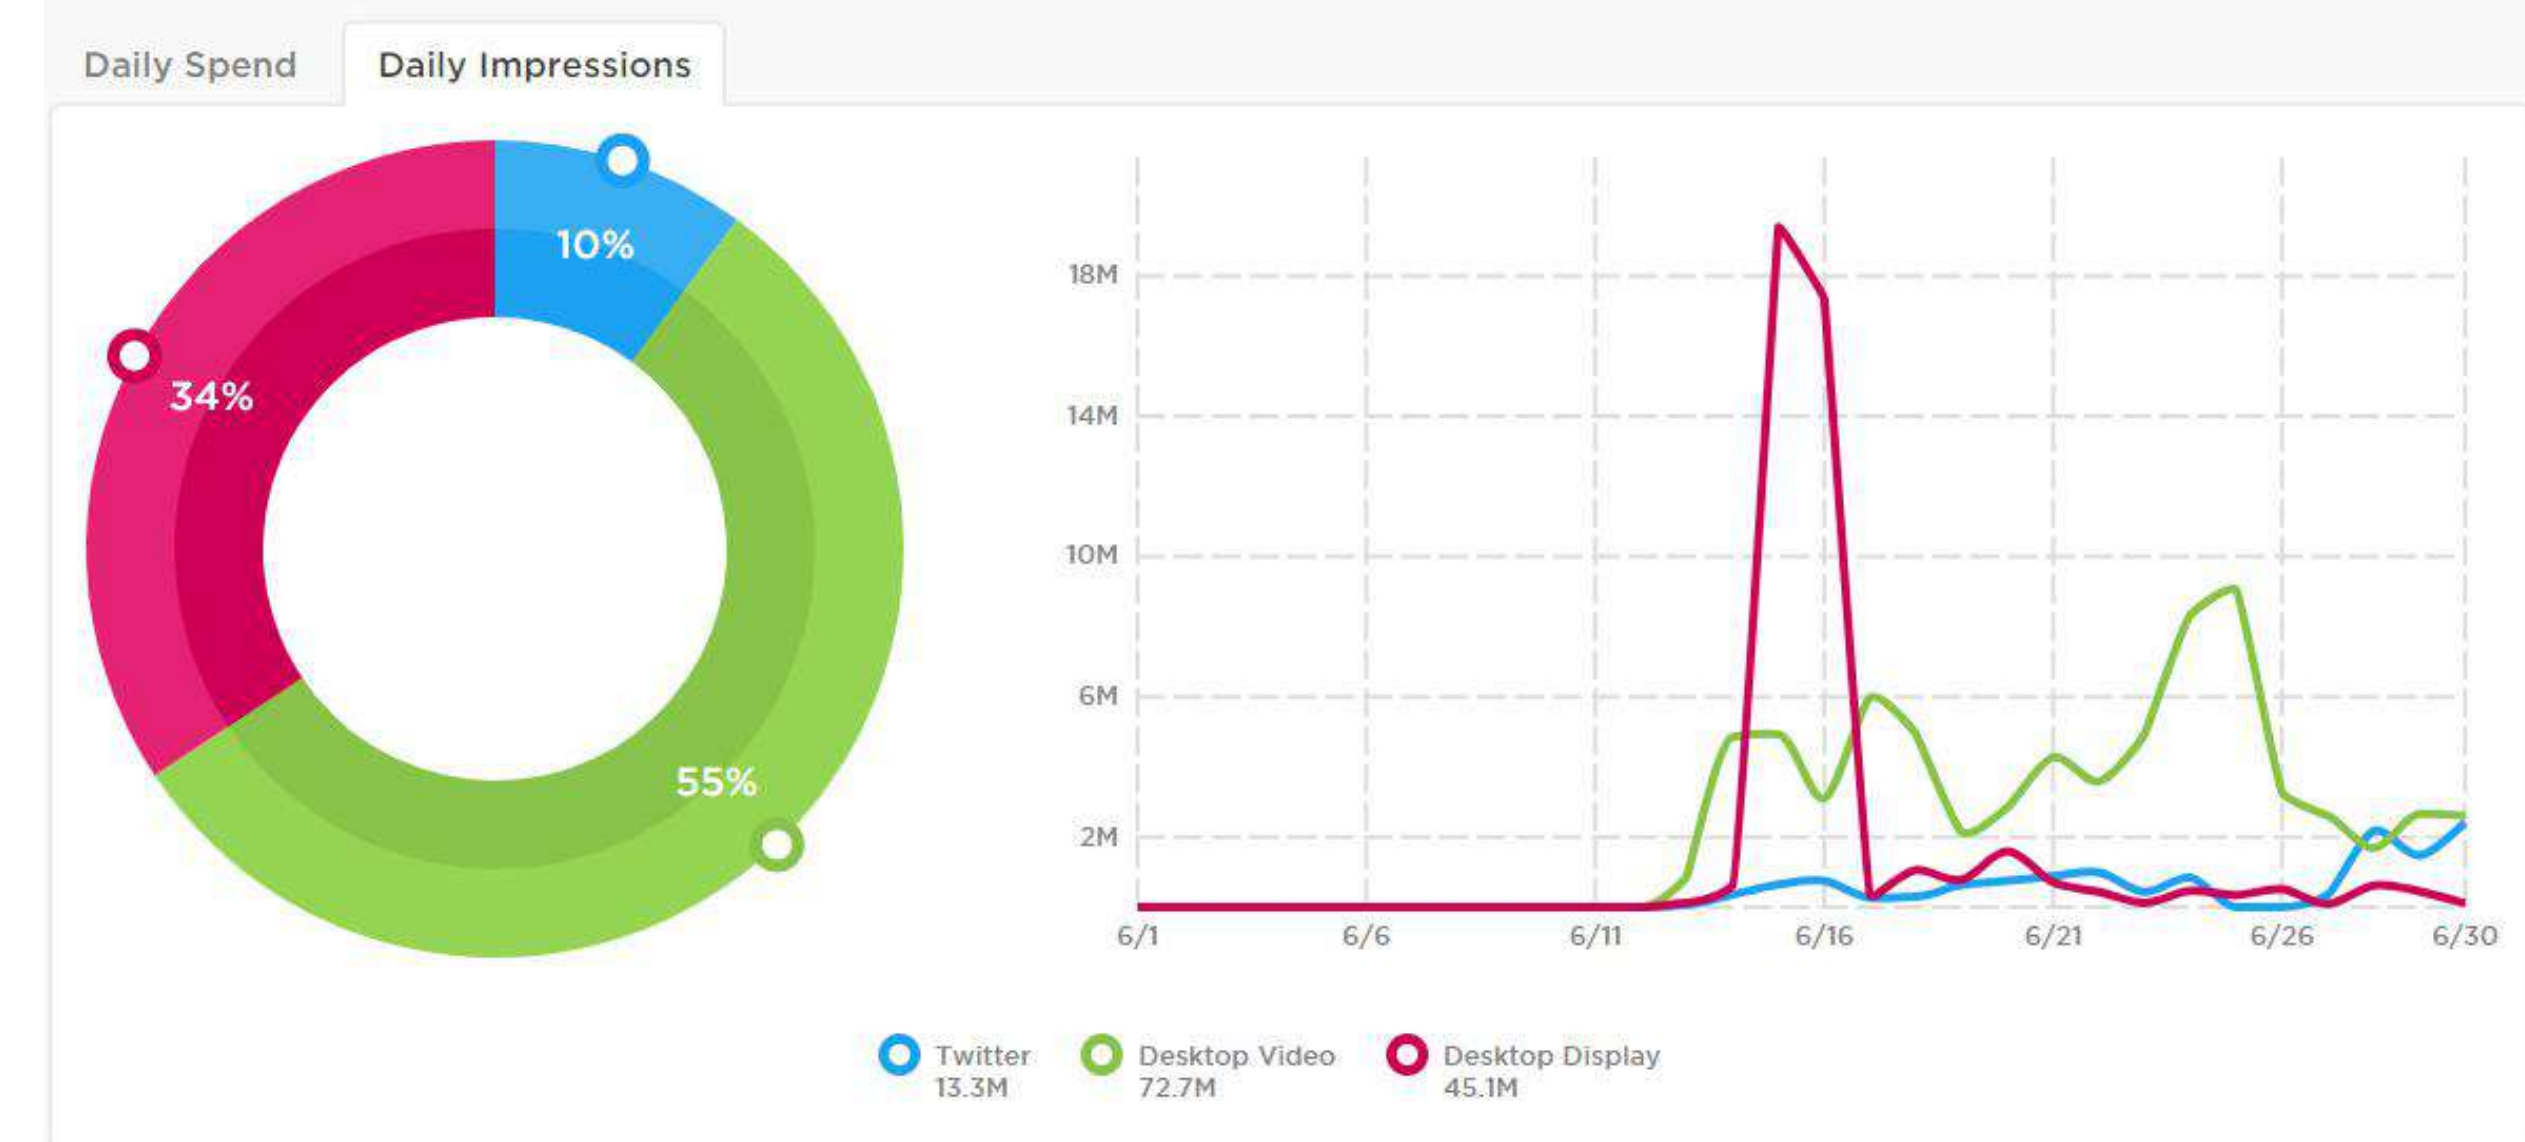 Daily Spend
Daily Impressions
10%
34%
55%
18M
14M
10M
6M
2M
6/1 6/6 6/11 6/16 6/21 6/26 6/30
Twitter
13.3M
Desktop Video
72.7M
Desktop Display
45.1M